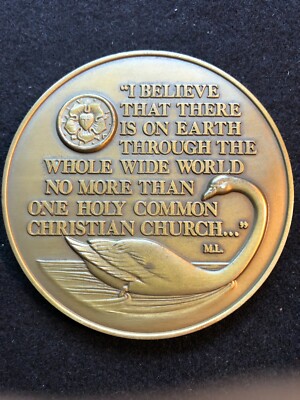 "I BELIEVE
THAT THERE
IS ON EARTH
THROUGH THE
WHOLE WIDE WORLD
NO MORE THAN
ONE HOLY COMMON
CHRISTIAN CHURCH..."
M.L.